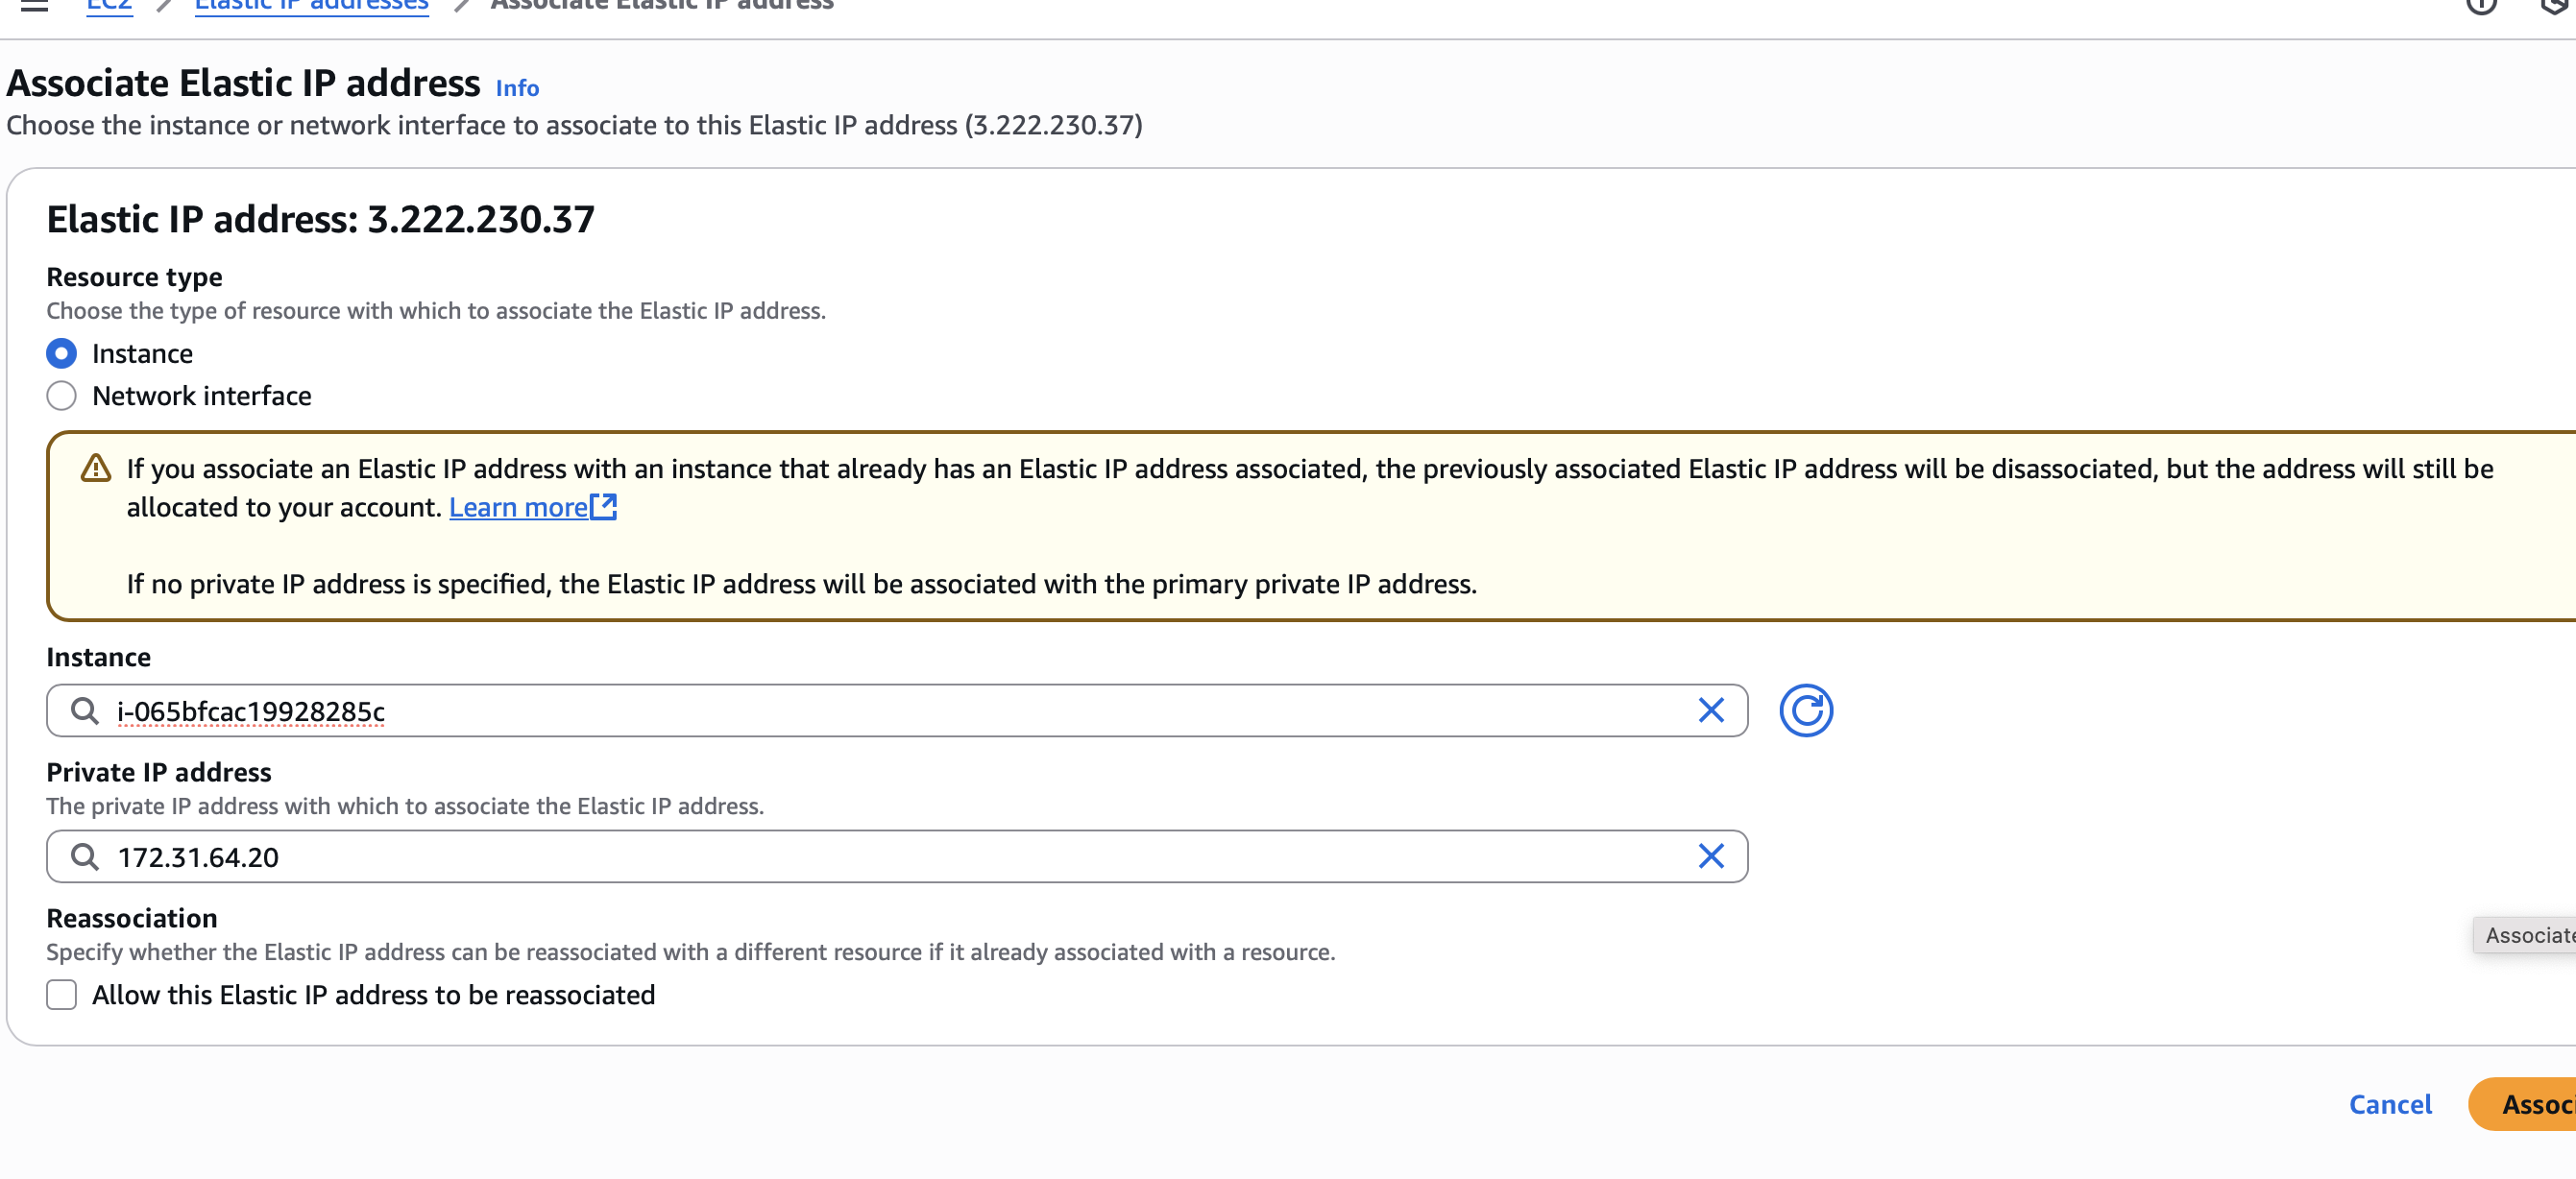 EC2 / Elastic IP addresses / Associate Elastic IP address
Associate Elastic IP address Info
Choose the instance or network interface to associate to this Elastic IP address (3.222.230.37)
Elastic IP address: 3.222.230.37
Resource type
Choose the type of resource with which to associate the Elastic IP address.
Instance
Network interface
If you associate an Elastic IP address with an instance that already has an Elastic IP address associated, the previously associated Elastic IP address will be disassociated, but the address will still be
allocated to your account. Learn more
If no private IP address is specified, the Elastic IP address will be associated with the primary private IP address.
Instance
i-065bfcac19928285c
Private IP address
The private IP address with which to associate the Elastic IP address.
172.31.64.20
Reassociation
Specify whether the Elastic IP address can be reassociated with a different resource if it already associated with a resource.
Associate
Allow this Elastic IP address to be reassociated
Cancel Associ